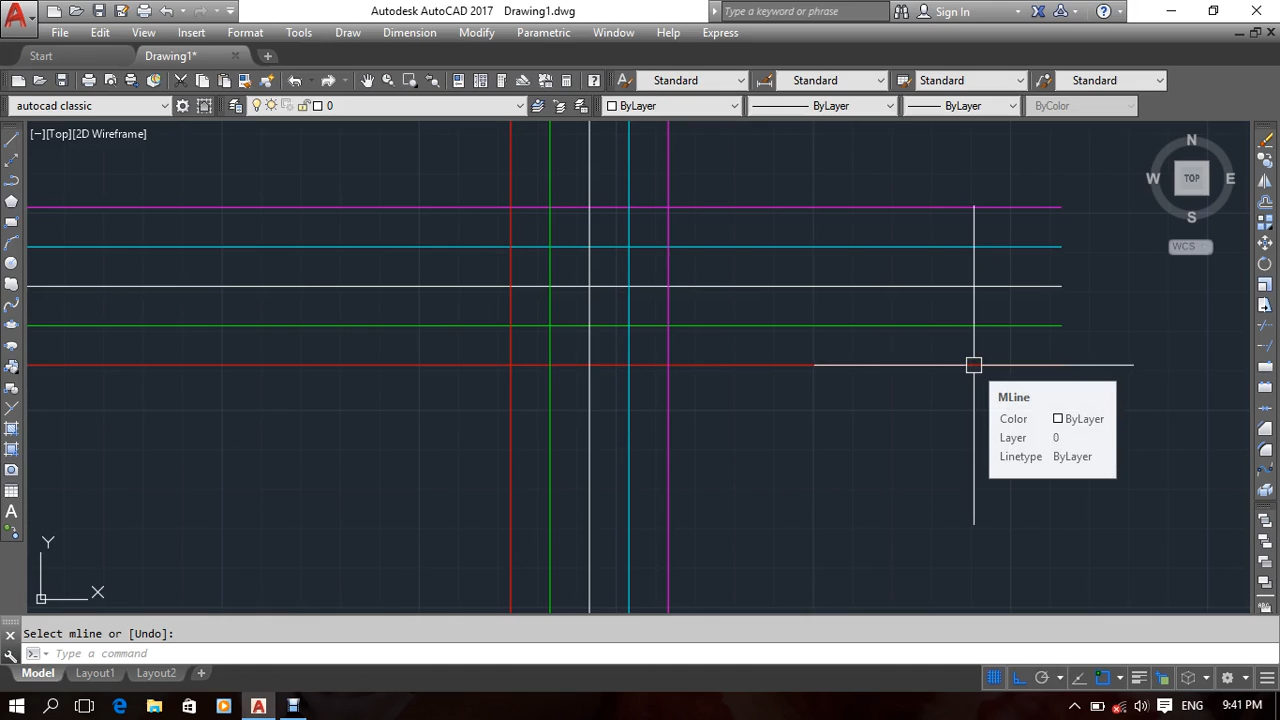 Autodesk AutoCAD 2017 Drawing1.dwg
Type a keyword or phrase
Sign In
File Edit View Insert Format Tools Draw Dimension Modify Parametric Window Help Express
Start
Drawing1*
Standard
Standard
Standard
Standard
autocad classic
0
ByLayer
ByLayer
ByLayer
ByColor
[−][Top][2D Wireframe]
N
W
TOP
E
S
WCS
MLine
Color ByLayer
Layer 0
Linetype ByLayer
Y
X
Select mline or [Undo]:
Type a command
Model
Layout1
Layout2
ENG
9:41 PM